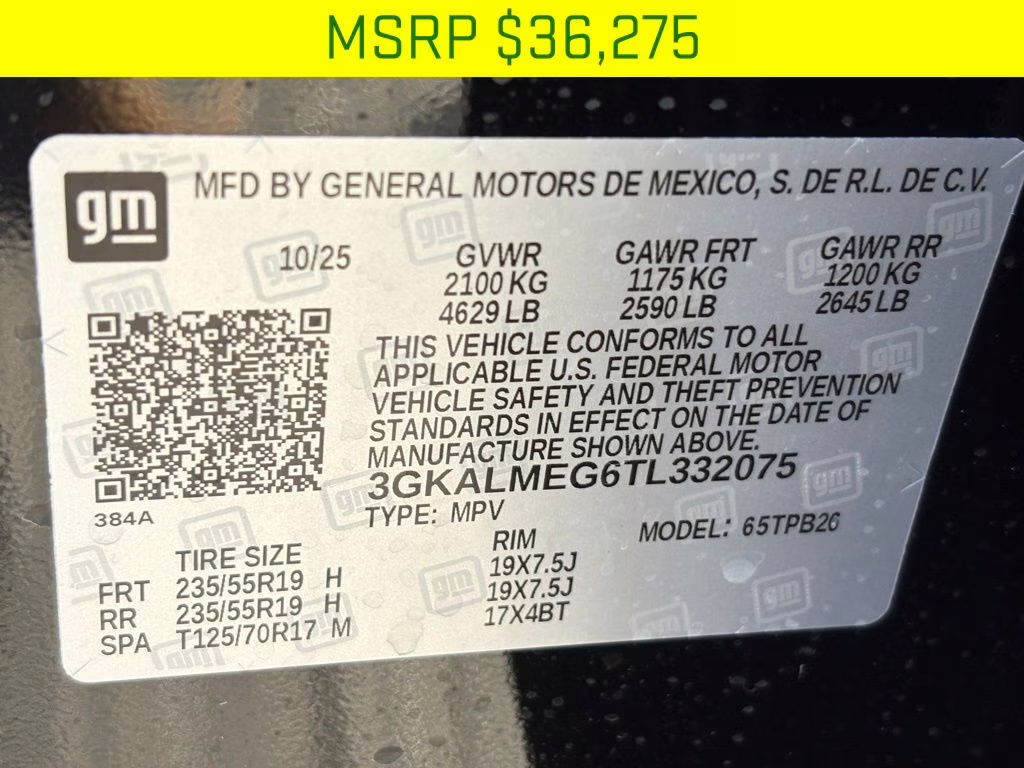 MSRP $36,275
gm
MFD BY GENERAL MOTORS DE MEXICO, S. DE R.L. DE C.V.
10/25 GVWR GAWR FRT GAWR RR
2100 KG 1175 KG 1200 KG
4629 LB 2590 LB 2645 LB
THIS VEHICLE CONFORMS TO ALL
APPLICABLE U.S. FEDERAL MOTOR
VEHICLE SAFETY AND THEFT PREVENTION
STANDARDS IN EFFECT ON THE DATE OF
MANUFACTURE SHOWN ABOVE.
3GKALMEG6TL332075
384A
TYPE: MPV MODEL: 65TPB26
TIRE SIZE RIM
FRT 235/55R19 H 19X7.5J
RR 235/55R19 H 19X7.5J
SPA T125/70R17 M 17X4BT